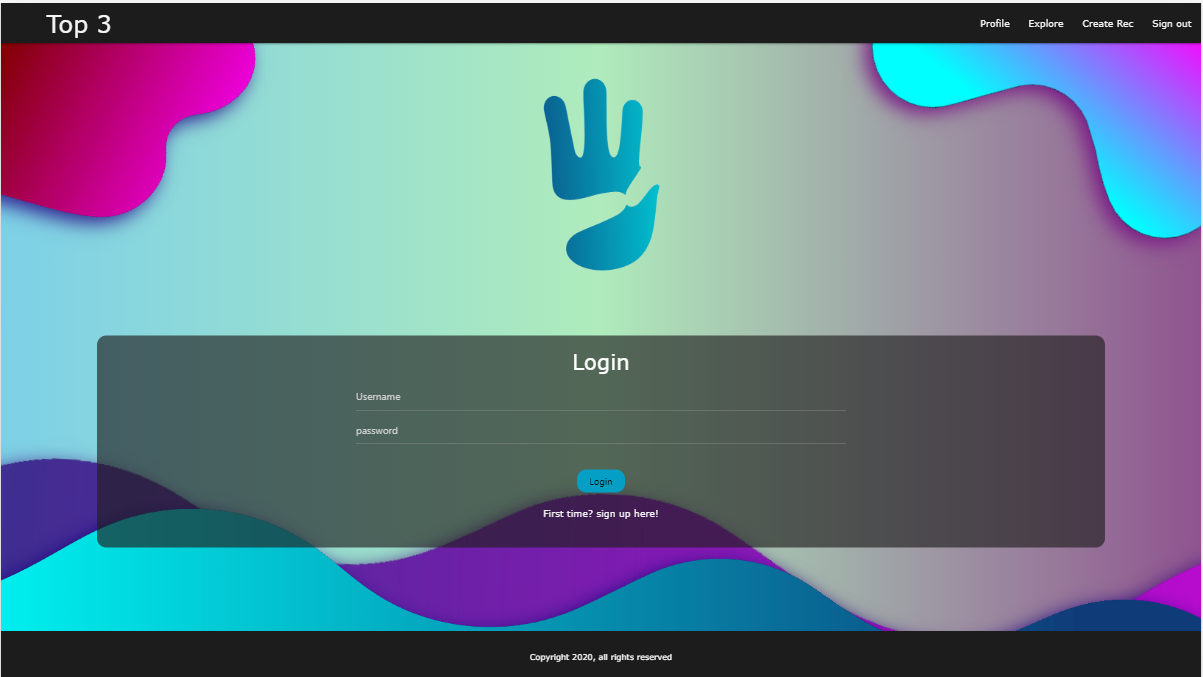 Top 3
Profile Explore Create Rec Sign out
Login
Username
password
Login
First time? sign up here!
Copyright 2020, all rights reserved